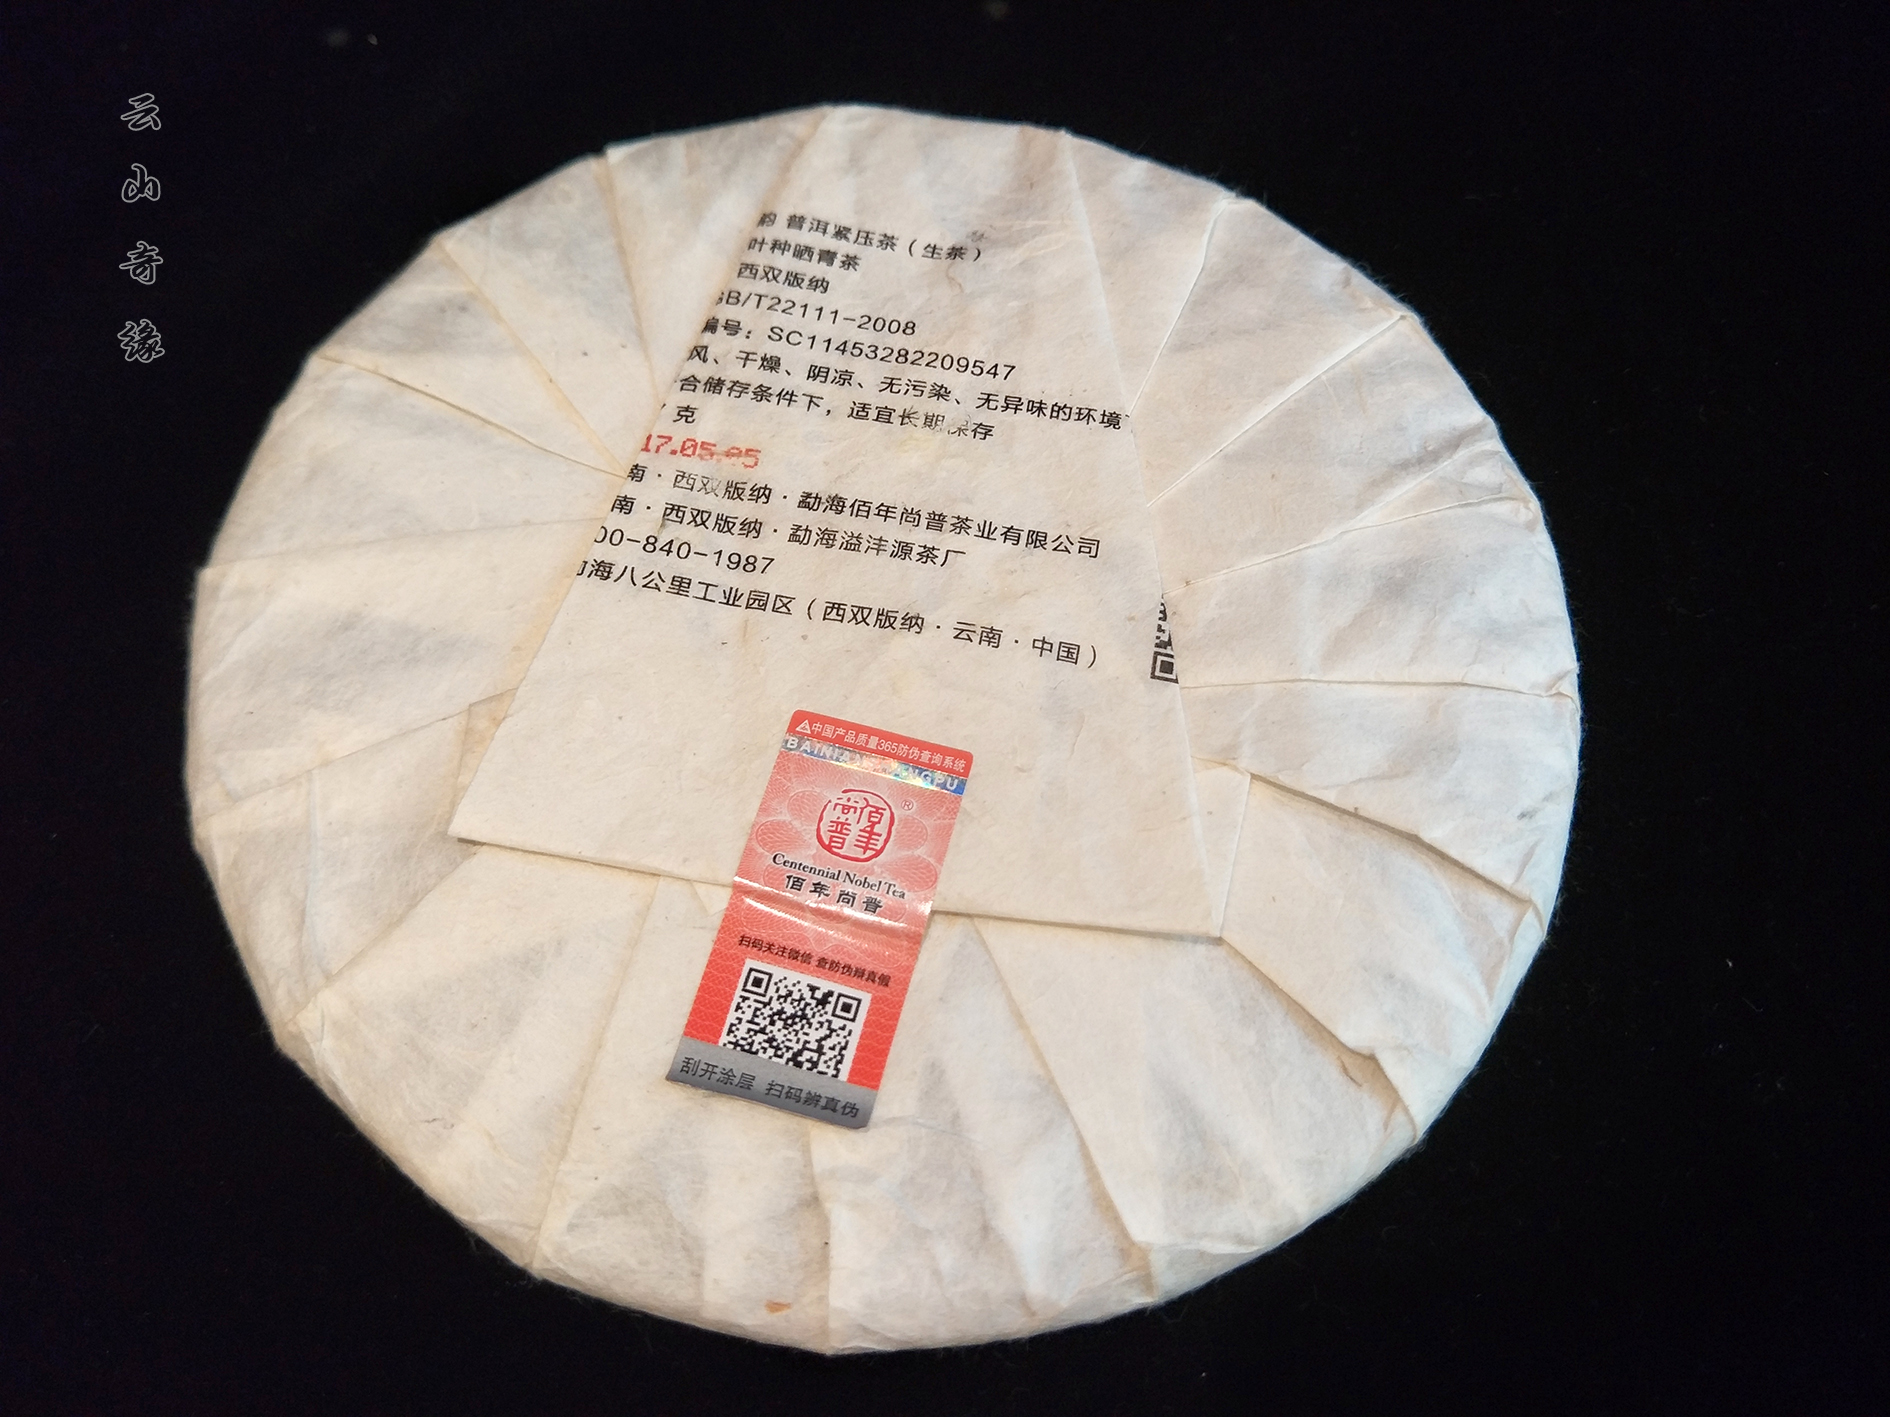 云山奇缘
韵 普洱紧压茶（生茶）
叶种晒青茶
西双版纳
GB/T22111-2008
编号：SC11453282209547
风、干燥、阴凉、无污染、无异味的环境
合储存条件下，适宜长期保存
克
17.05.05
南·西双版纳·勐海佰年尚普茶业有限公司
南·西双版纳·勐海溢沣源茶厂
00-840-1987
海八公里工业园区（西双版纳·云南·中国）
中国产品质量365防伪查询系统
BAINIANSHANGPU
佰年尚普®
Centennial Nobel Tea
佰年尚普
扫码关注微信 查防伪辩真假
刮开涂层 扫码辨真伪